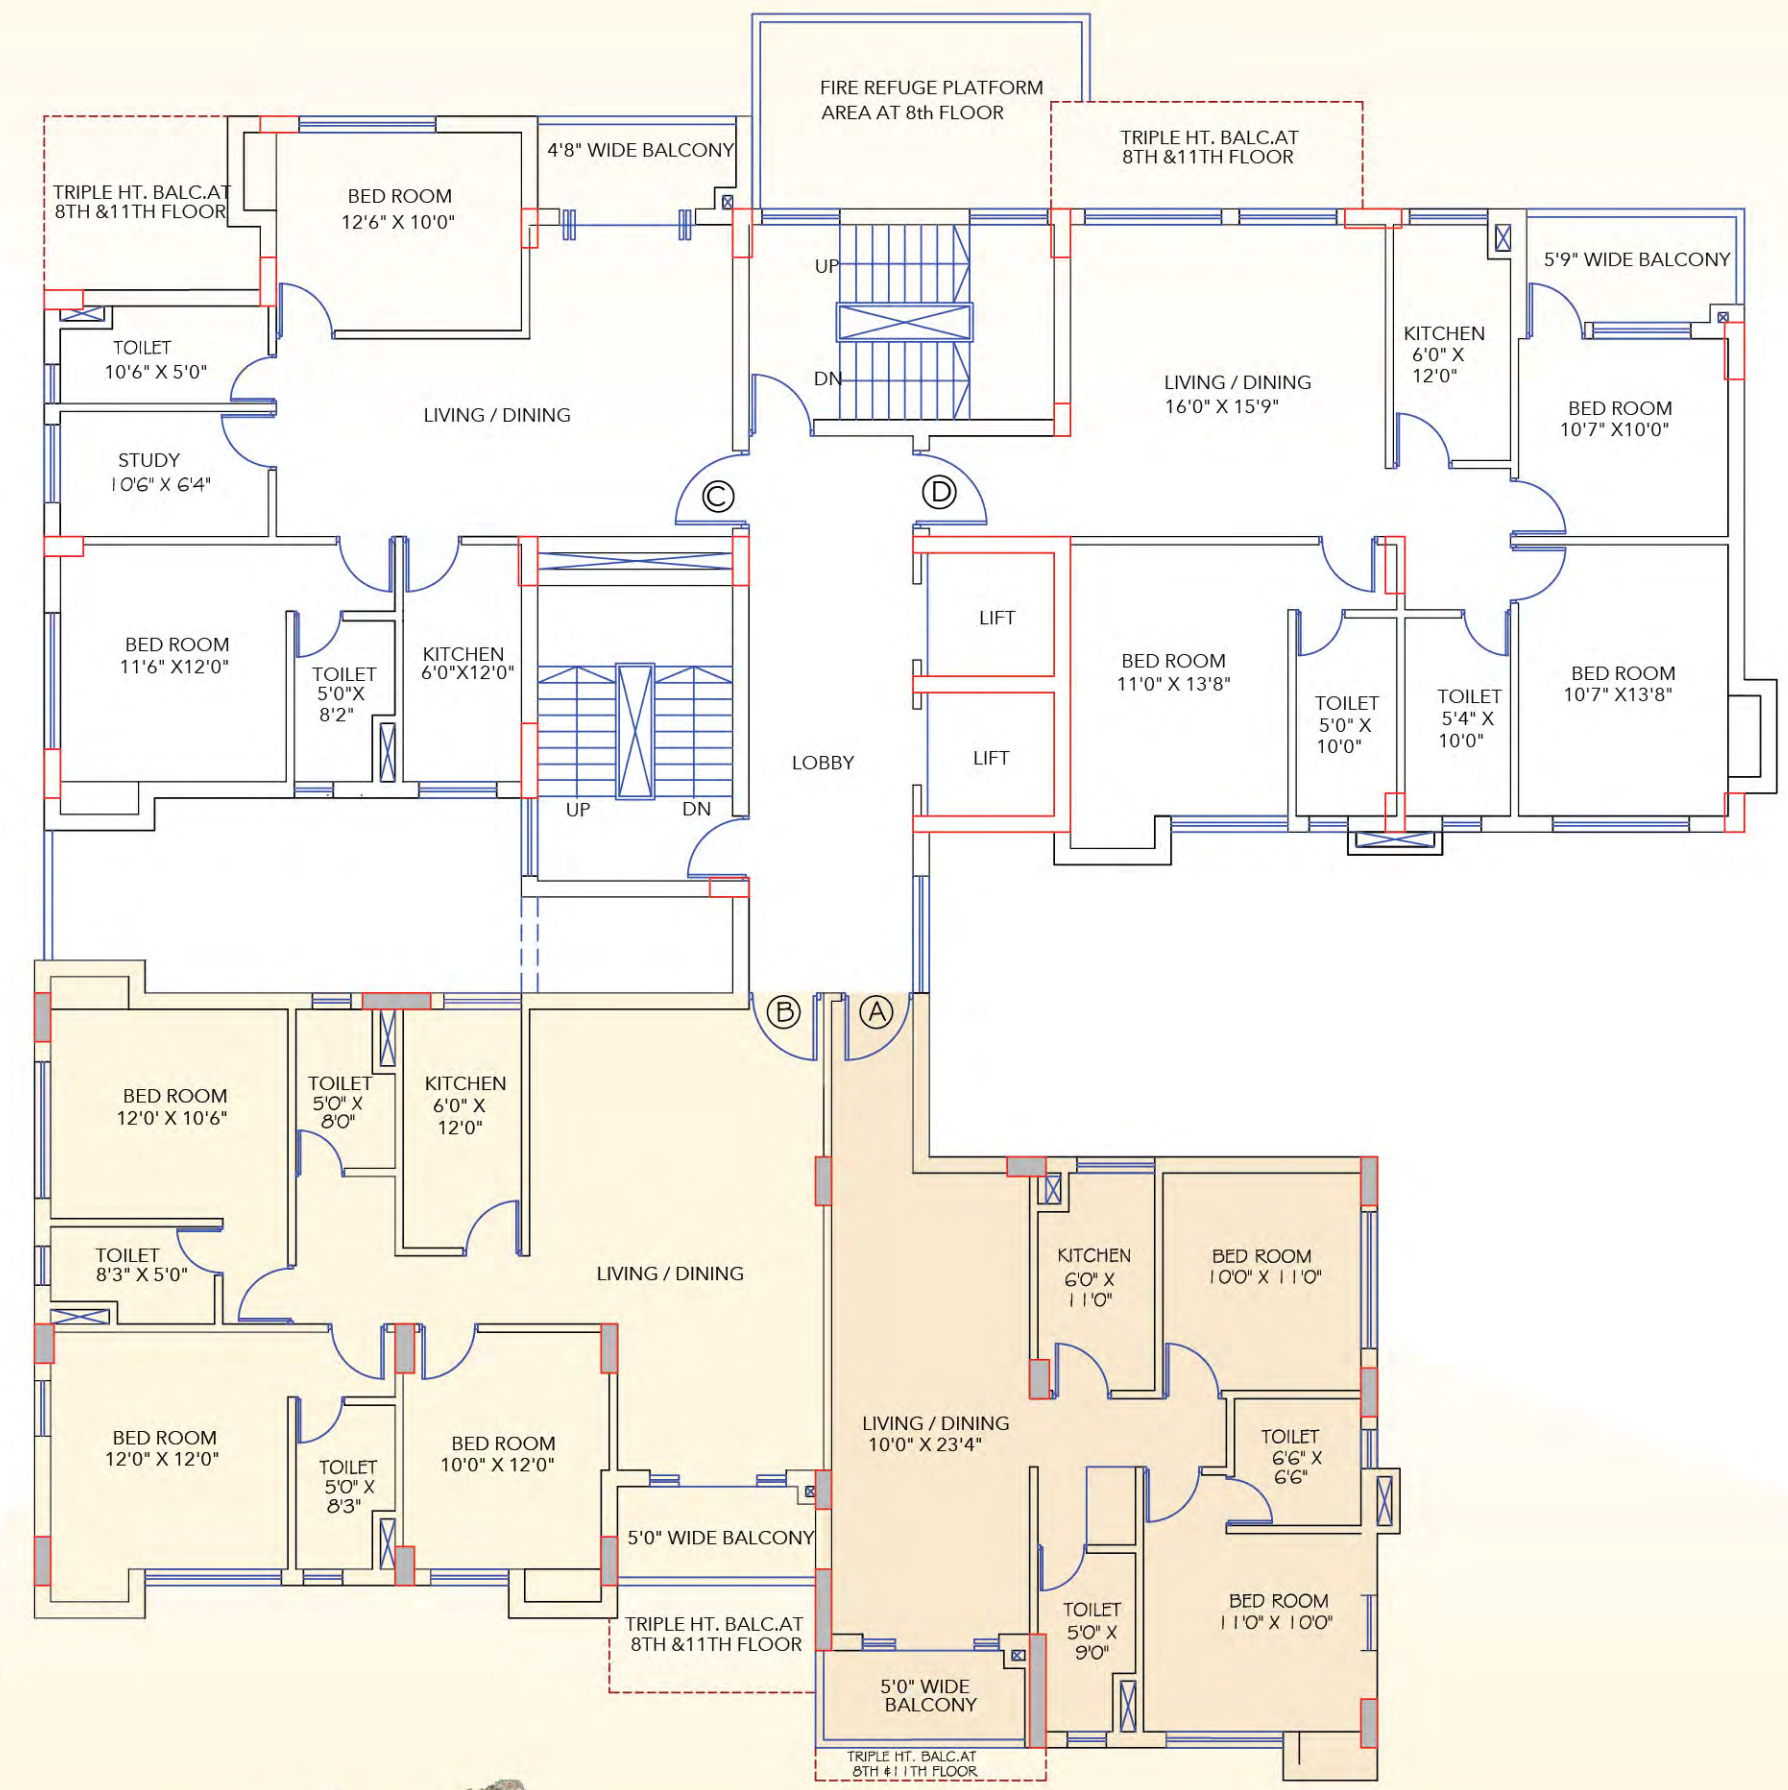 FIRE REFUGE PLATFORM
AREA AT 8th FLOOR
TRIPLE HT. BALC.AT
8TH &11TH FLOOR
4'8" WIDE BALCONY
TRIPLE HT. BALC.AT
8TH &11TH FLOOR
BED ROOM
12'6" X 10'0"
UP
DN
5'9" WIDE BALCONY
KITCHEN
6'0" X
12'0"
TOILET
10'6" X 5'0"
LIVING / DINING
LIVING / DINING
16'0" X 15'9"
BED ROOM
10'7" X10'0"
STUDY
10'6" X 6'4"
C
D
BED ROOM
11'6" X12'0"
TOILET
5'0"X
8'2"
KITCHEN
6'0"X12'0"
UP
DN
LOBBY
LIFT
LIFT
BED ROOM
11'0" X 13'8"
TOILET
5'0" X
10'0"
TOILET
5'4" X
10'0"
BED ROOM
10'7" X13'8"
B
A
BED ROOM
12'0' X 10'6"
TOILET
5'0" X
8'0"
KITCHEN
6'0" X
12'0"
TOILET
8'3" X 5'0"
LIVING / DINING
KITCHEN
6'0" X
11'0"
BED ROOM
10'0" X 11'0"
BED ROOM
12'0" X 12'0"
TOILET
5'0" X
8'3"
BED ROOM
10'0" X 12'0"
LIVING / DINING
10'0" X 23'4"
TOILET
6'6" X
6'6"
5'0" WIDE BALCONY
TRIPLE HT. BALC.AT
8TH &11TH FLOOR
TOILET
5'0" X
9'0"
BED ROOM
11'0" X 10'0"
5'0" WIDE
BALCONY
TRIPLE HT. BALC.AT
8TH &11TH FLOOR